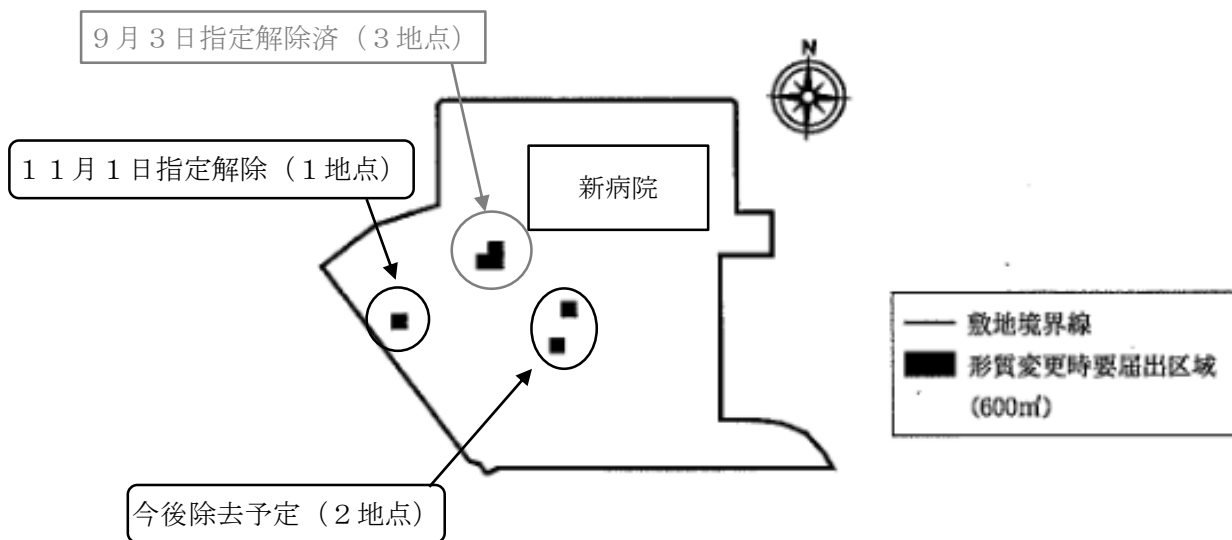 ９月３日指定解除済（３地点）
N
１１月１日指定解除（１地点）
新病院
敷地境界線
形質変更時要届出区域
(600㎡)
今後除去予定（２地点）